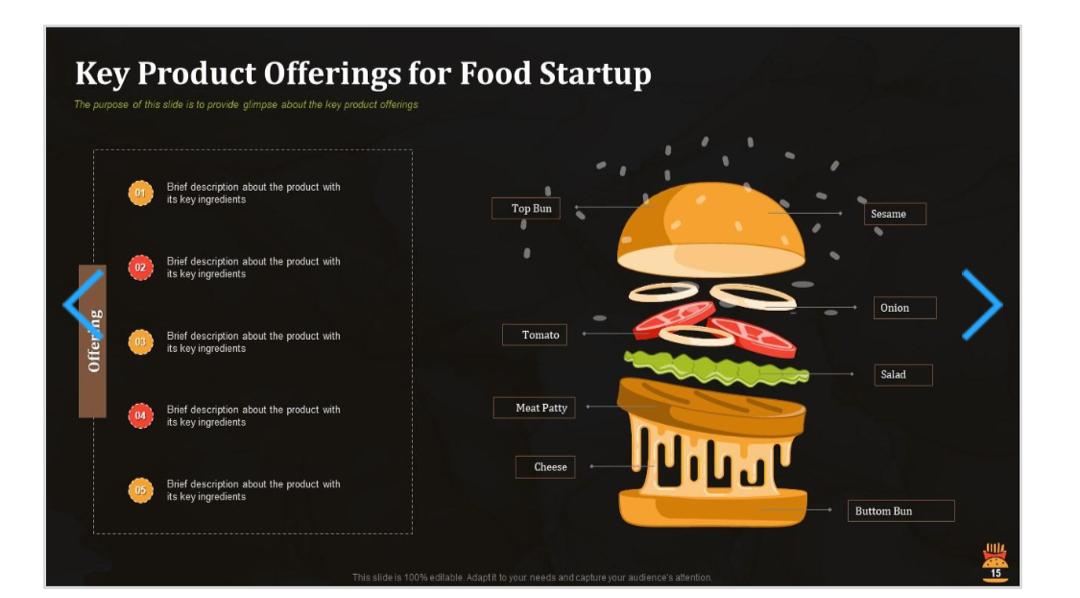 Key Product Offerings for Food Startup
The purpose of this slide is to provide glimpse about the key product offerings
Offering
01
Brief description about the product with
its key ingredients
02
Brief description about the product with
its key ingredients
03
Brief description about the product with
its key ingredients
04
Brief description about the product with
its key ingredients
05
Brief description about the product with
its key ingredients
Top Bun
Sesame
Onion
Tomato
Salad
Meat Patty
Cheese
Buttom Bun
This slide is 100% editable. Adapt it to your needs and capture your audience's attention.
15